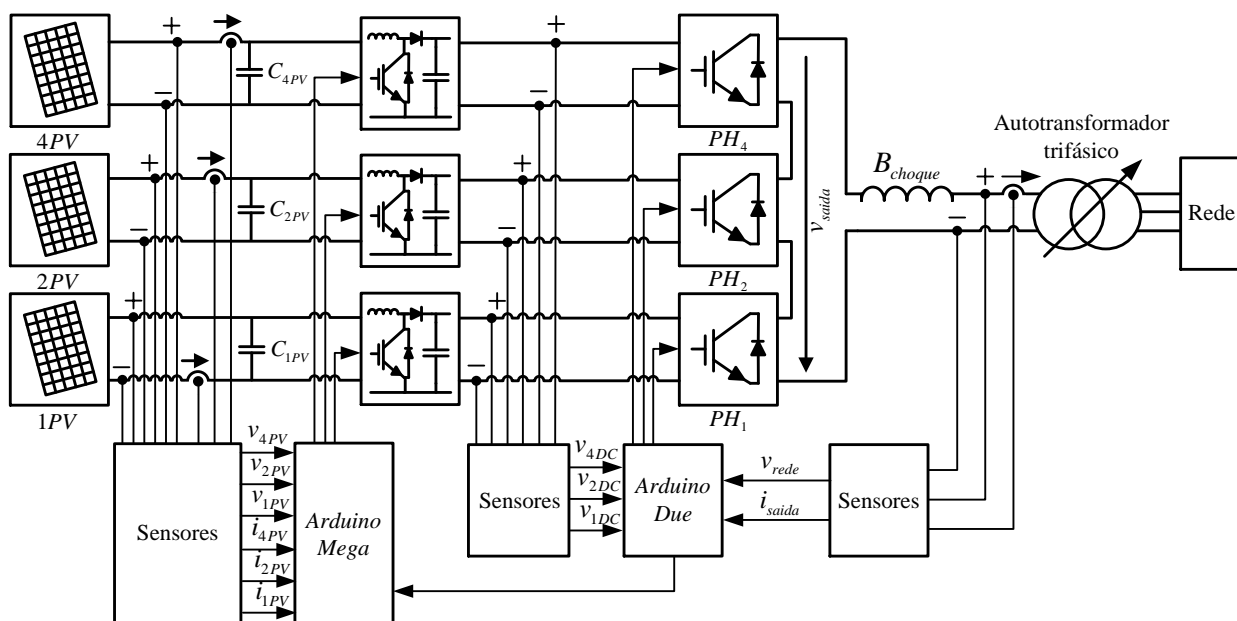 +
−
C4PV
4PV
PH4
+
−
C2PV
2PV
PH2
+
−
C1PV
1PV
PH1
vsaida
Bchoque
+
−
Autotransformador
trifásico
Rede
+
−
+
−
+
−
Sensores
v4PV
v2PV
v1PV
i4PV
i2PV
i1PV
Arduino
Mega
Sensores
v4DC
v2DC
v1DC
Arduino
Due
vrede
isaida
Sensores